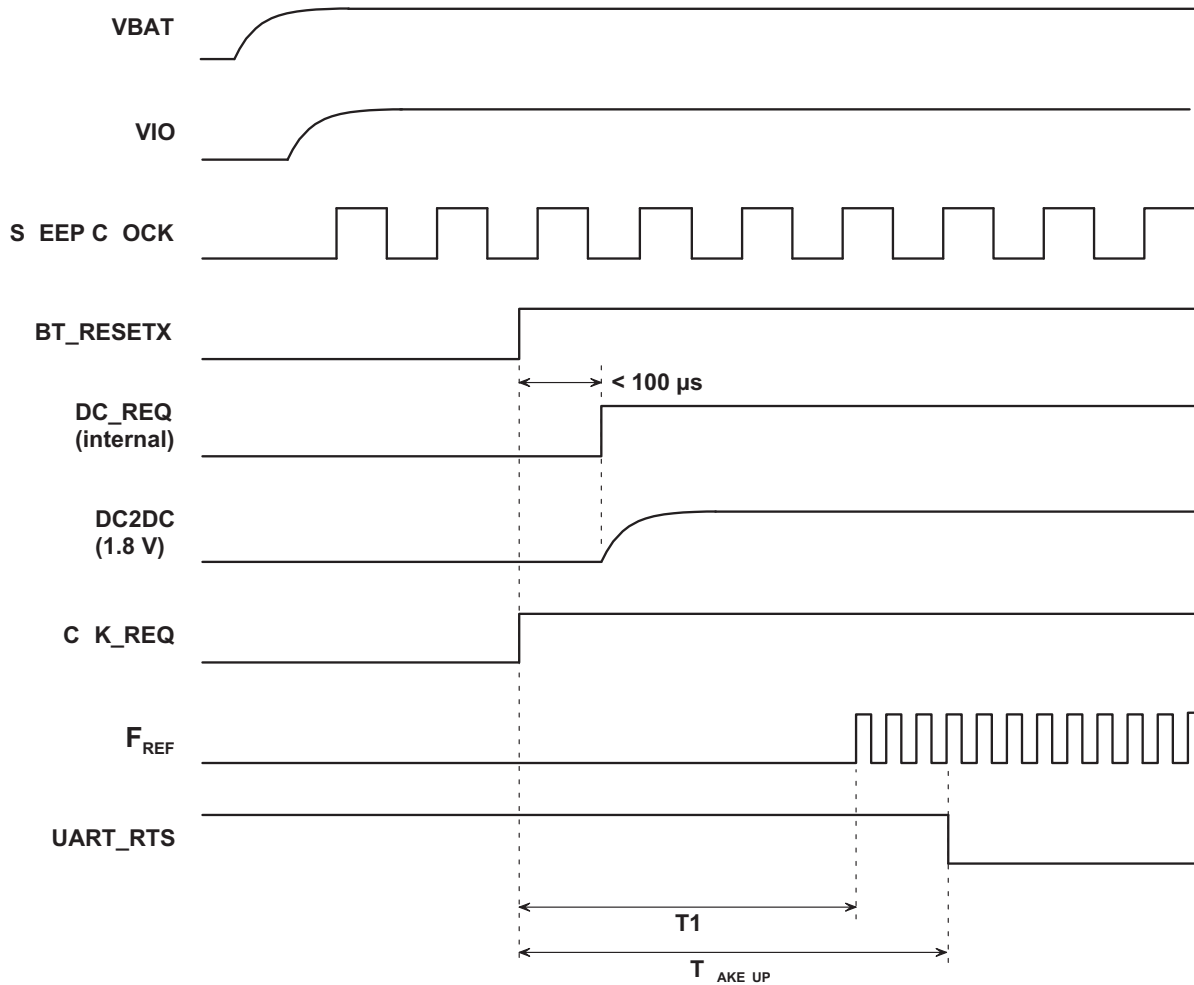 VBAT
VIO
S EEP C OCK
BT_RESETX
< 100 µs
DC_REQ
(internal)
DC2DC
(1.8 V)
C K_REQ
FREF
UART_RTS
T1
T AKE UP